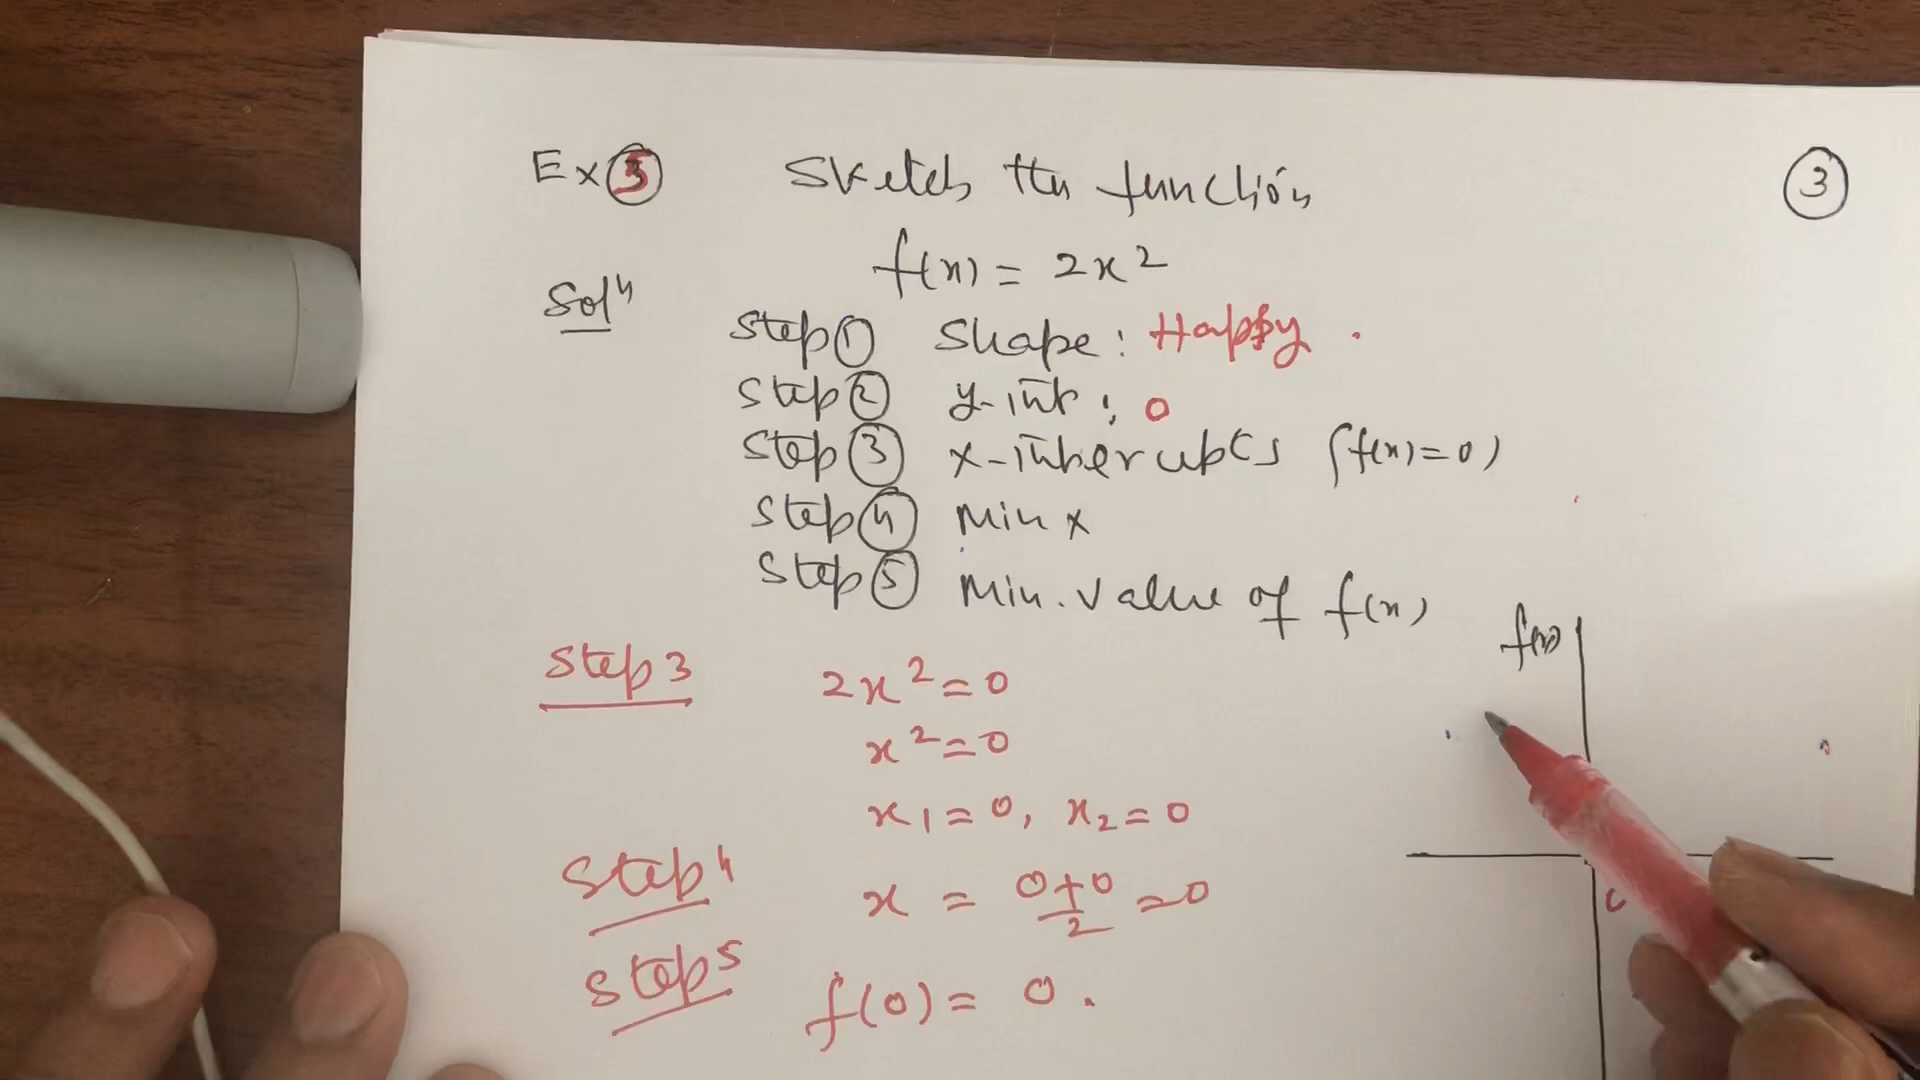 Ex 3 Sketch the function
3
f(x) = 2x²
Solⁿ
Step 1 Shape: Happy.
Step 2 y-int: 0
Step 3 x-intercepts (f(x)=0)
Step 4 Min x
Step 5 Min. value of f(x)
f(x)
Step 3 2x² = 0
x² = 0
x₁ = 0, x₂ = 0
Step 4 x = 0+0/2 = 0
Step 5 f(0) = 0.